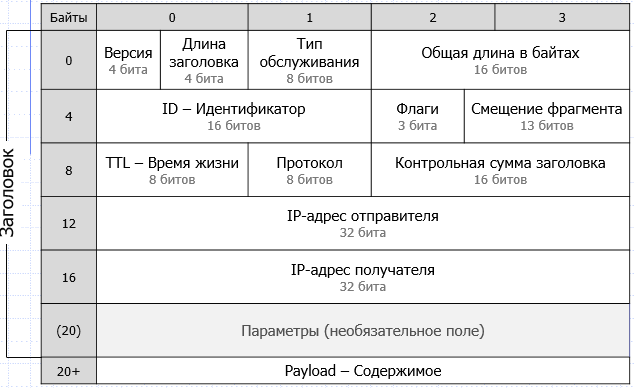 Байты 0 1 2 3
Заголовок
0 Версия Длина заголовка Тип обслуживания Общая длина в байтах
4 бита 4 бита 8 битов 16 битов
4 ID – Идентификатор Флаги Смещение фрагмента
16 битов 3 бита 13 битов
8 TTL – Время жизни Протокол Контрольная сумма заголовка
8 битов 8 битов 16 битов
12 IP-адрес отправителя
32 бита
16 IP-адрес получателя
32 бита
(20) Параметры (необязательное поле)
20+ Payload – Содержимое